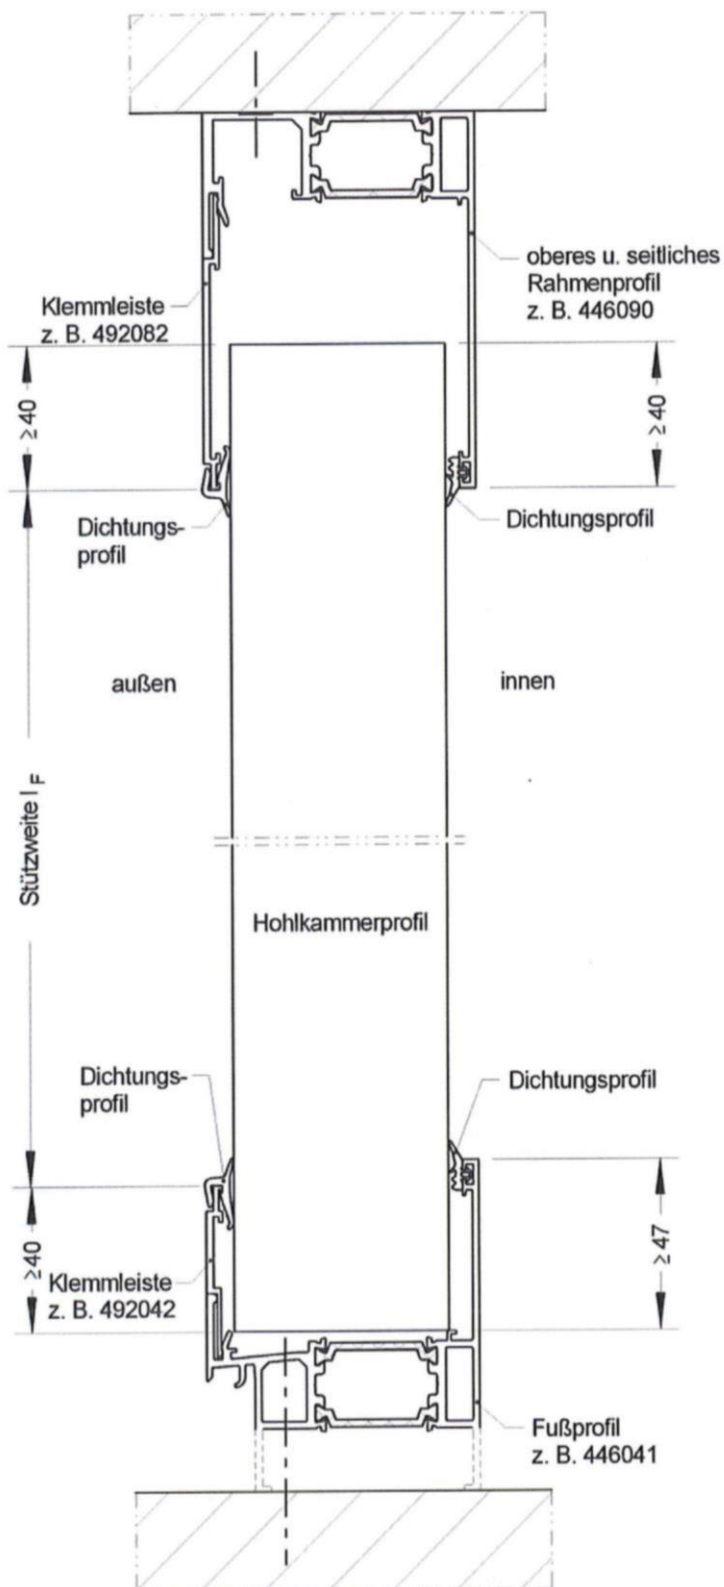 oberes u. seitliches
Rahmenprofil
z. B. 446090
Klemmleiste
z. B. 492082
≥40
≥40
Dichtungs-
profil
Dichtungsprofil
außen
innen
Stützweite l F
Hohlkammerprofil
Dichtungs-
profil
Dichtungsprofil
≥40
≥47
Klemmleiste
z. B. 492042
Fußprofil
z. B. 446041